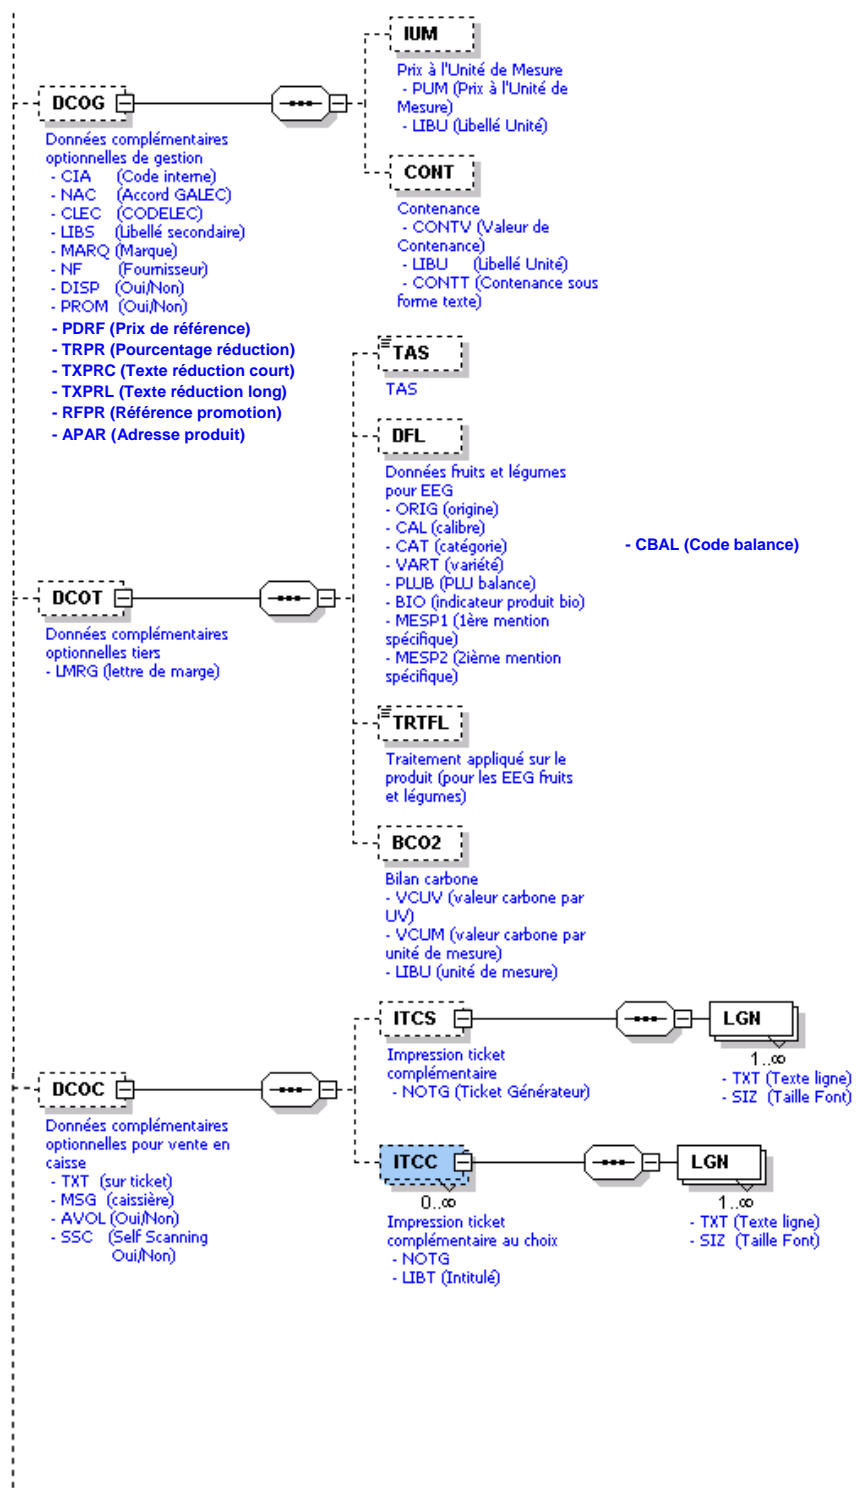 IUM
Prix à l'Unité de Mesure
- PUM (Prix à l'Unité de
Mesure)
- LIBU (Libellé Unité)
DCOG
Données complémentaires
optionnelles de gestion
- CIA (Code interne)
- NAC (Accord GALEC)
- CLEC (CODELEC)
- LIBS (Libellé secondaire)
- MARQ (Marque)
- NF (Fournisseur)
- DISP (Oui/Non)
- PROM (Oui/Non)
- PDRF (Prix de référence)
- TRPR (Pourcentage réduction)
- TXPRC (Texte réduction court)
- TXPRL (Texte réduction long)
- RFPR (Référence promotion)
- APAR (Adresse produit)
CONT
Contenance
- CONTV (Valeur de
Contenance)
- LIBU (Libellé Unité)
- CONTT (Contenance sous
forme texte)
TAS
TAS
DFL
Données fruits et légumes
pour EEG
- ORIG (origine)
- CAL (calibre)
- CAT (catégorie)
- VART (variété)
- PLUB (PLU balance)
- BIO (indicateur produit bio)
- MESP1 (1ère mention
spécifique)
- MESP2 (2ième mention
spécifique)
- CBAL (Code balance)
DCOT
Données complémentaires
optionnelles tiers
- LMRG (lettre de marge)
TRTFL
Traitement appliqué sur le
produit (pour les EEG fruits
et légumes)
BCO2
Bilan carbone
- VCUV (valeur carbone par
UV)
- VCUM (valeur carbone par
unité de mesure)
- LIBU (unité de mesure)
ITCS
Impression ticket
complémentaire
- NOTG (Ticket Générateur)
LGN
1..∞
- TXT (Texte ligne)
- SIZ (Taille Font)
DCOC
Données complémentaires
optionnelles pour vente en
caisse
- TXT (sur ticket)
- MSG (caissière)
- AVOL (Oui/Non)
- SSC (Self Scanning
Oui/Non)
ITCC
0..∞
Impression ticket
complémentaire au choix
- NOTG
- LIBT (Intitulé)
LGN
1..∞
- TXT (Texte ligne)
- SIZ (Taille Font)